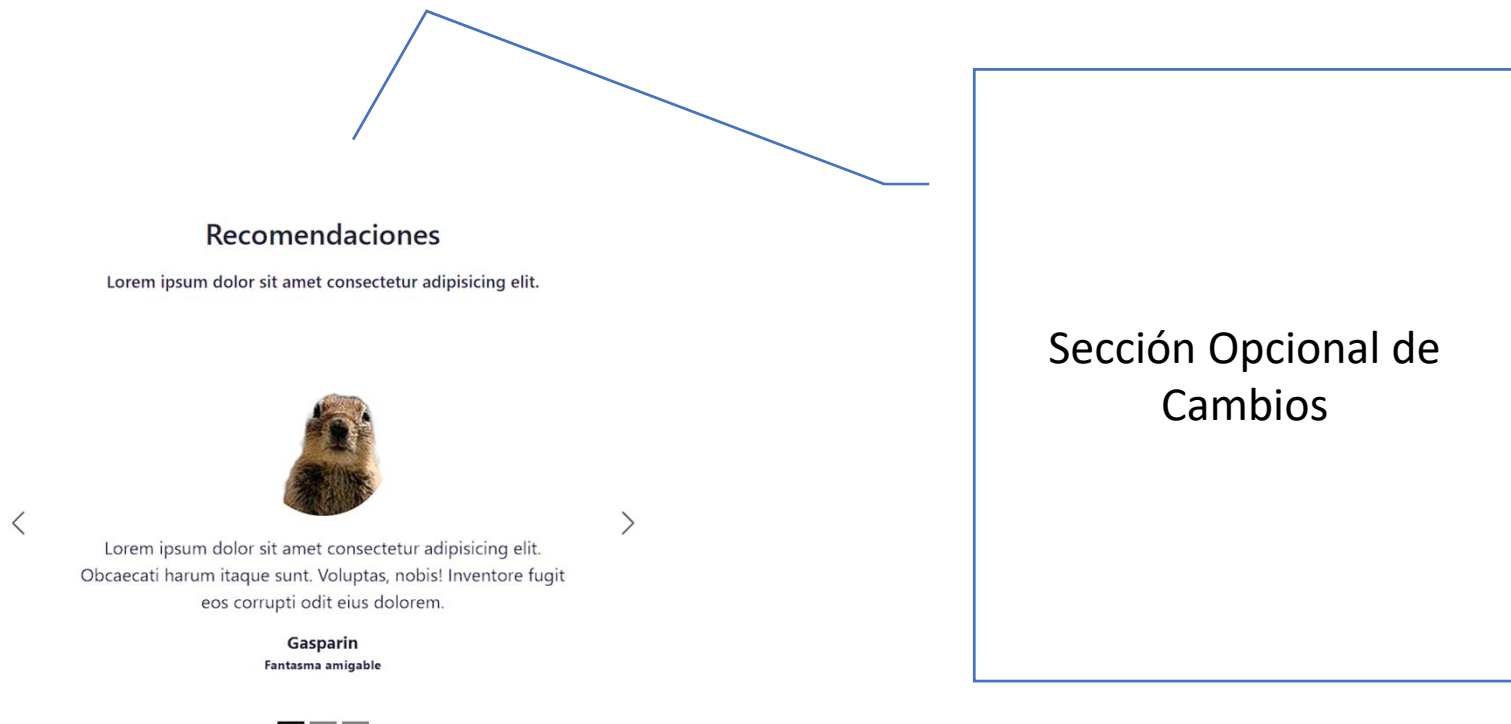 Recomendaciones
Lorem ipsum dolor sit amet consectetur adipisicing elit.
Lorem ipsum dolor sit amet consectetur adipisicing elit.
Obcaecati harum itaque sunt. Voluptas, nobis! Inventore fugit
eos corrupti odit eius dolorem.
Gasparin
Fantasma amigable
Sección Opcional de
Cambios